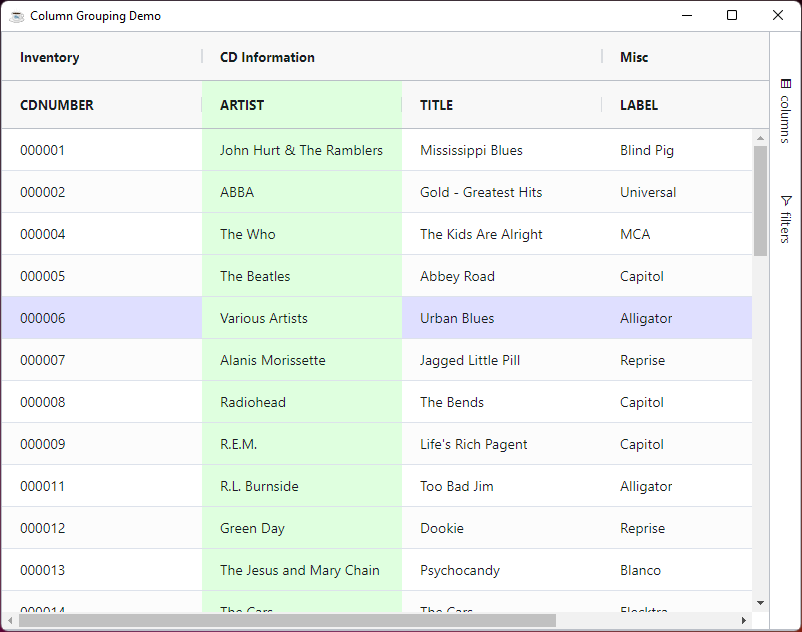 Column Grouping Demo
Inventory CD Information Misc
CDNUMBER ARTIST TITLE LABEL
000001 John Hurt & The Ramblers Mississippi Blues Blind Pig
000002 ABBA Gold - Greatest Hits Universal
000004 The Who The Kids Are Alright MCA
000005 The Beatles Abbey Road Capitol
000006 Various Artists Urban Blues Alligator
000007 Alanis Morissette Jagged Little Pill Reprise
000008 Radiohead The Bends Capitol
000009 R.E.M. Life's Rich Pagent Capitol
000011 R.L. Burnside Too Bad Jim Alligator
000012 Green Day Dookie Reprise
000013 The Jesus and Mary Chain Psychocandy Blanco
000014 The Cars The Cars Elecktra
columns
filters